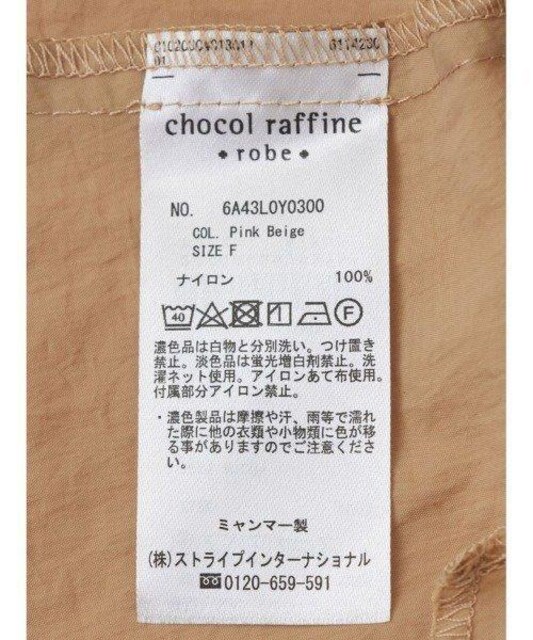 chocol raffine
robe
NO. 6A43L0Y0300
COL. Pink Beige
SIZE F
ナイロン 100%
40 F
濃色品は白物と分別洗い。つけ置き
禁止。淡色品は蛍光増白剤禁止。洗
濯ネット使用。アイロンあて布使用。
付属部分アイロン禁止。
・濃色製品は摩擦や汗、雨等で濡れ
た際に他の衣類や小物類に色が移
る事がありますのでご注意くださ
い。
ミャンマー製
(株)ストライプインターナショナル
0120-659-591